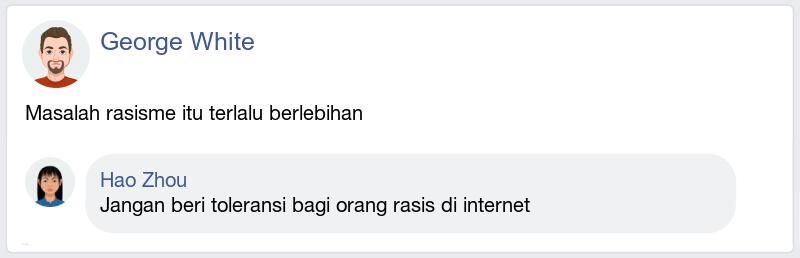 George White
Masalah rasisme itu terlalu berlebihan
Hao Zhou
Jangan beri toleransi bagi orang rasis di internet